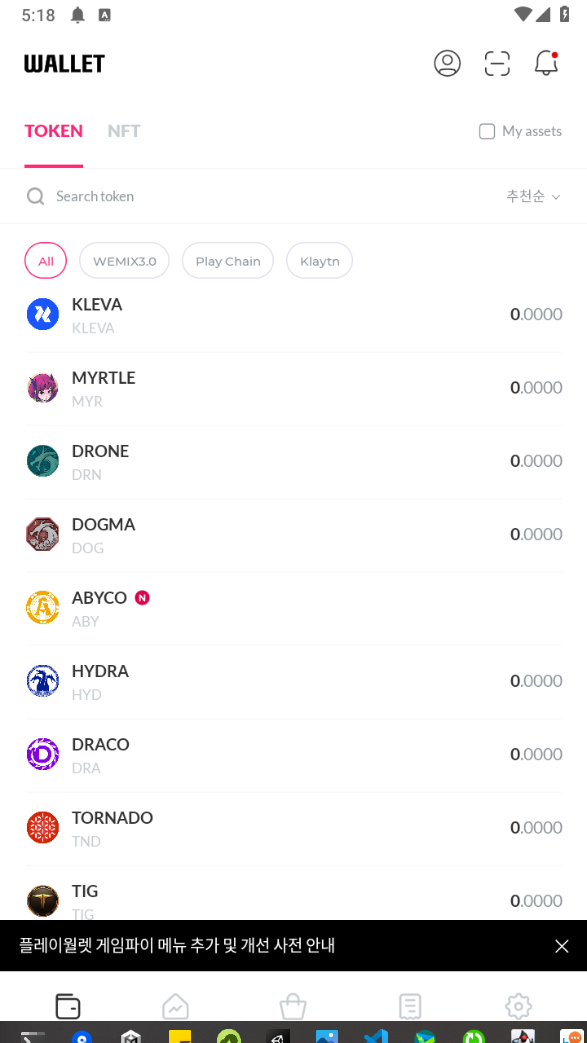 5:18
WALLET
TOKEN NFT My assets
Search token 추천순
All WEMIX3.0 Play Chain Klaytn
KLEVA
KLEVA
0.0000
MYRTLE
MYR
0.0000
DRONE
DRN
0.0000
DOGMA
DOG
0.0000
ABYCO N
ABY
HYDRA
HYD
0.0000
DRACO
DRA
0.0000
TORNADO
TND
0.0000
TIG
TIG
0.0000
플레이월렛 게임파이 메뉴 추가 및 개선 사전 안내